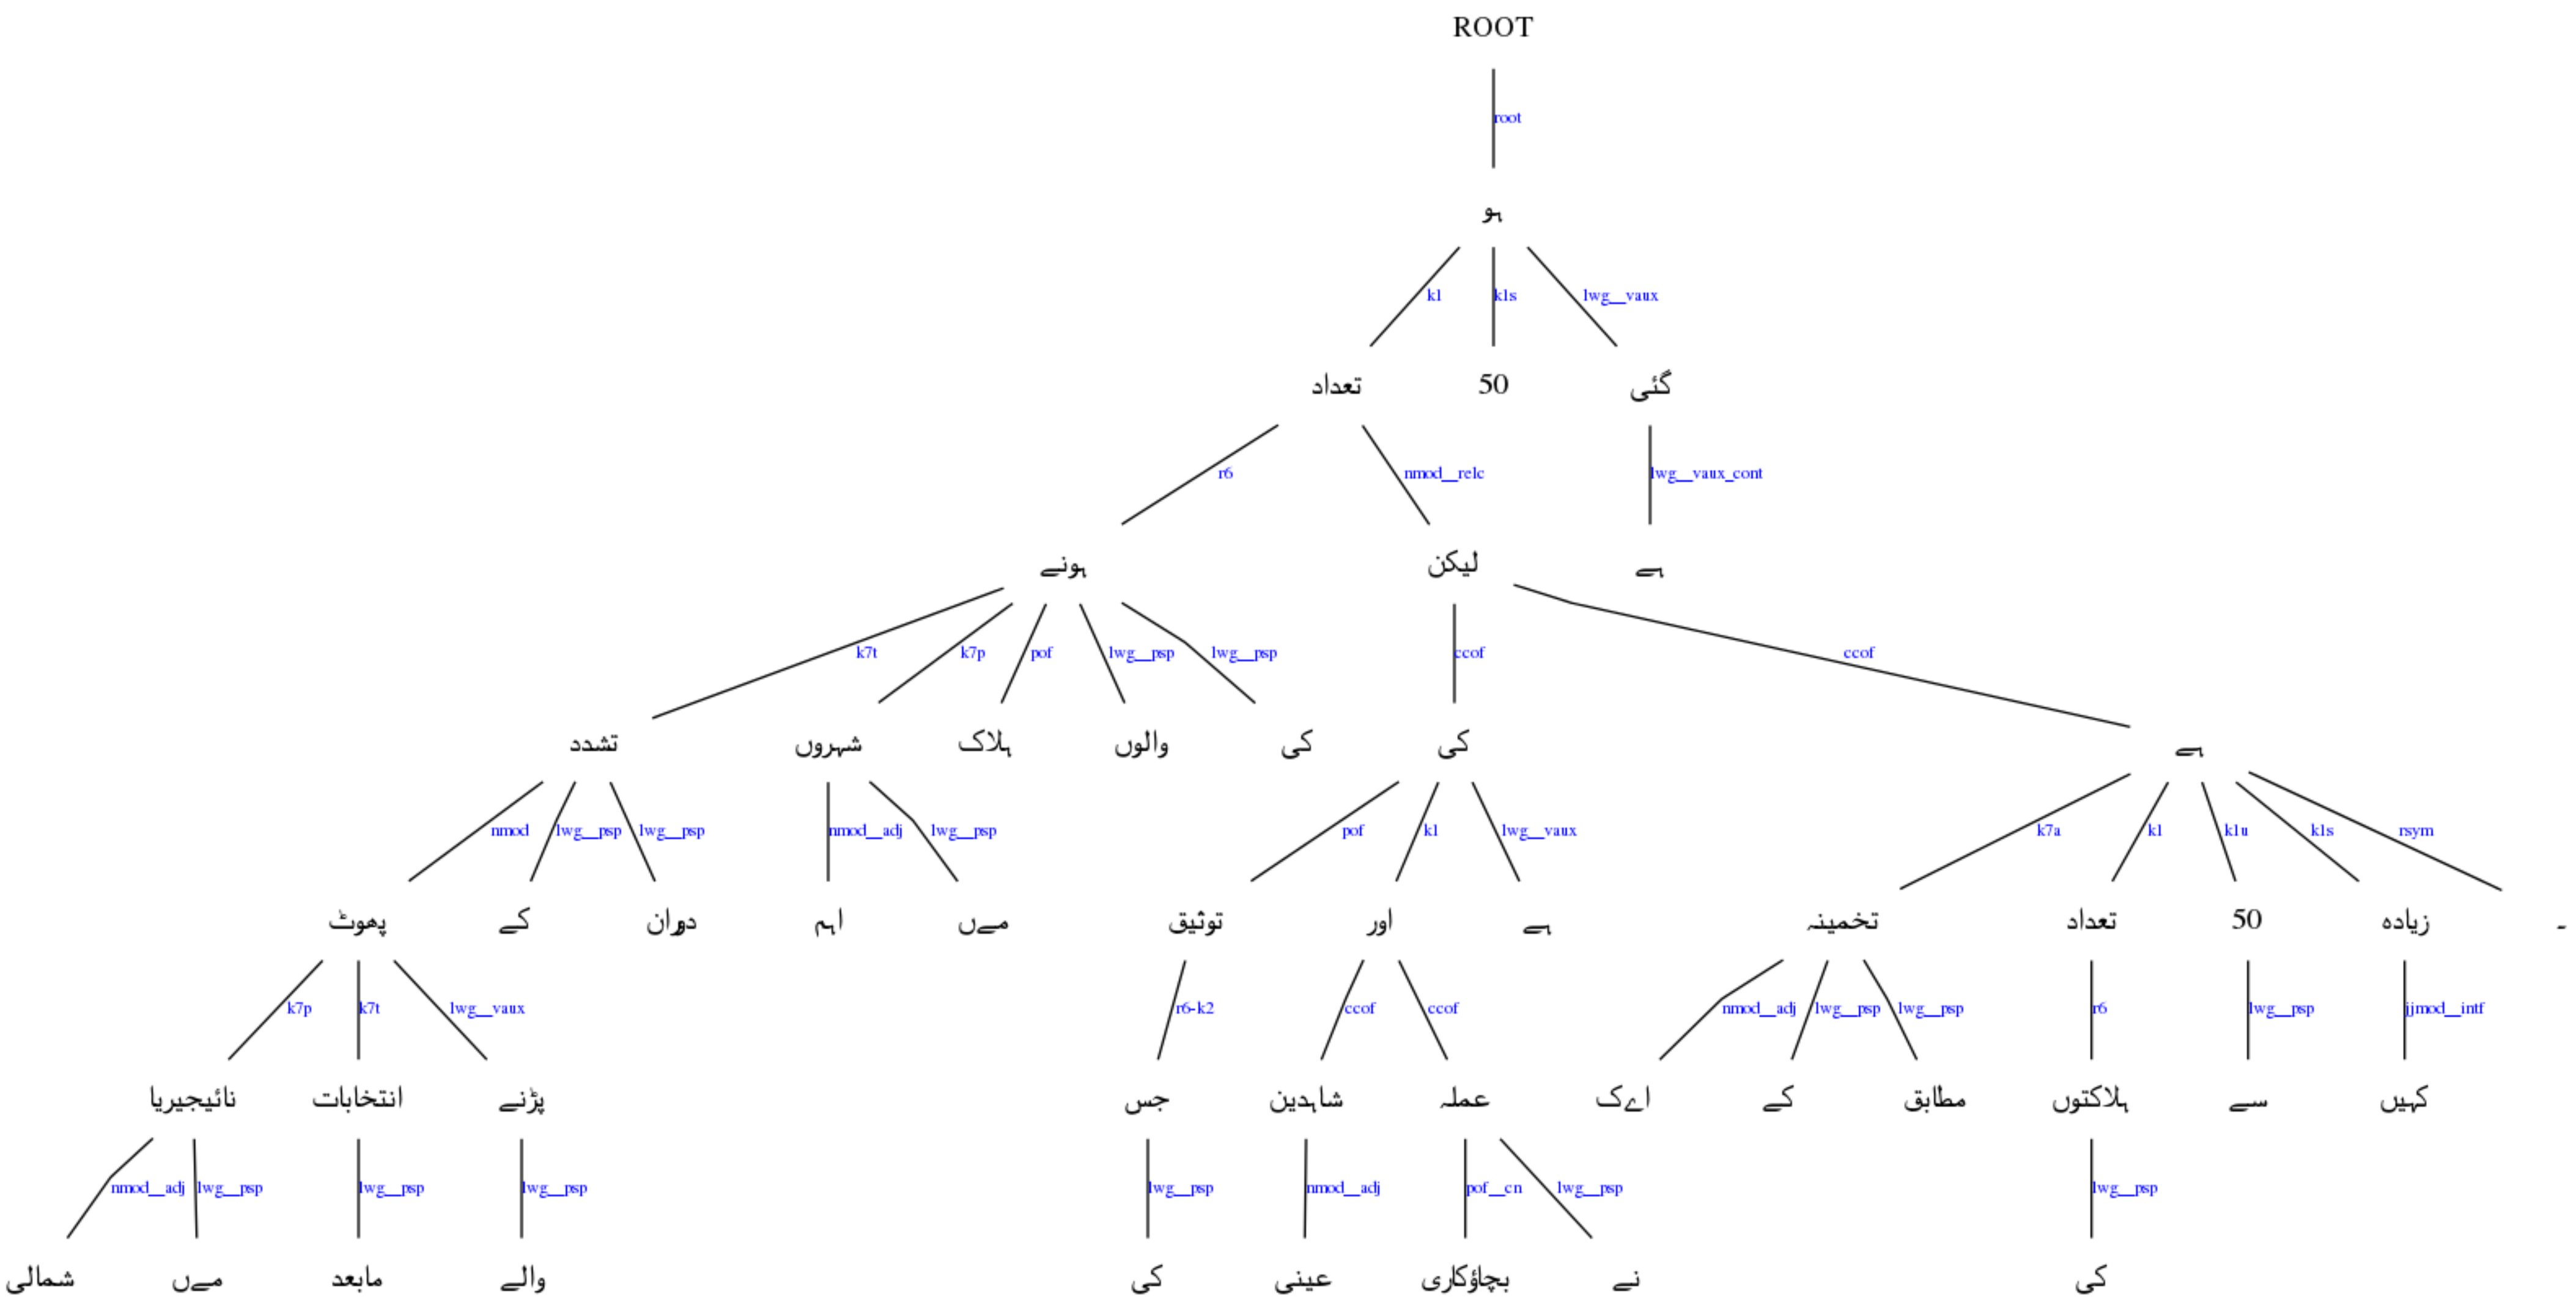 ROOT
root
ہو
k1 k1s lwg__vaux
تعداد 50 گئی
r6 nmod__relc lwg__vaux_cont
ہونے لیکن ہے
k7t k7p pof lwg__psp lwg__psp ccof ccof
تشدد شہروں ہلاک والوں کی کی ہے
nmod lwg__psp lwg__psp nmod__adj lwg__psp pof k1 lwg__vaux k7a k1 k1u k1s rsym
پھوٹ کے دوران اہم مےں توثیق اور ہے تخمینہ تعداد 50 زیادہ ۔
k7p k7t lwg__vaux r6-k2 ccof ccof nmod__adj lwg__psp lwg__psp r6 lwg__psp jjmod__intf
نائیجیریا انتخابات پڑنے جس شاہدین عملہ اےک کے مطابق ہلاکتوں سے کہیں
nmod__adj lwg__psp lwg__psp lwg__psp lwg__psp nmod__adj pof__cn lwg__psp lwg__psp
شمالی مےں مابعد والے کی عینی بچاؤکاری نے کی